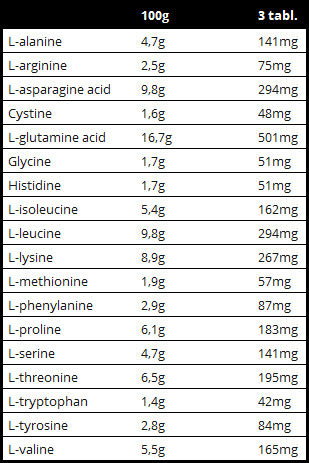 100g 3 tabl.
L-alanine 4,7g 141mg
L-arginine 2,5g 75mg
L-asparagine acid 9,8g 294mg
Cystine 1,6g 48mg
L-glutamine acid 16,7g 501mg
Glycine 1,7g 51mg
Histidine 1,7g 51mg
L-isoleucine 5,4g 162mg
L-leucine 9,8g 294mg
L-lysine 8,9g 267mg
L-methionine 1,9g 57mg
L-phenylanine 2,9g 87mg
L-proline 6,1g 183mg
L-serine 4,7g 141mg
L-threonine 6,5g 195mg
L-tryptophan 1,4g 42mg
L-tyrosine 2,8g 84mg
L-valine 5,5g 165mg